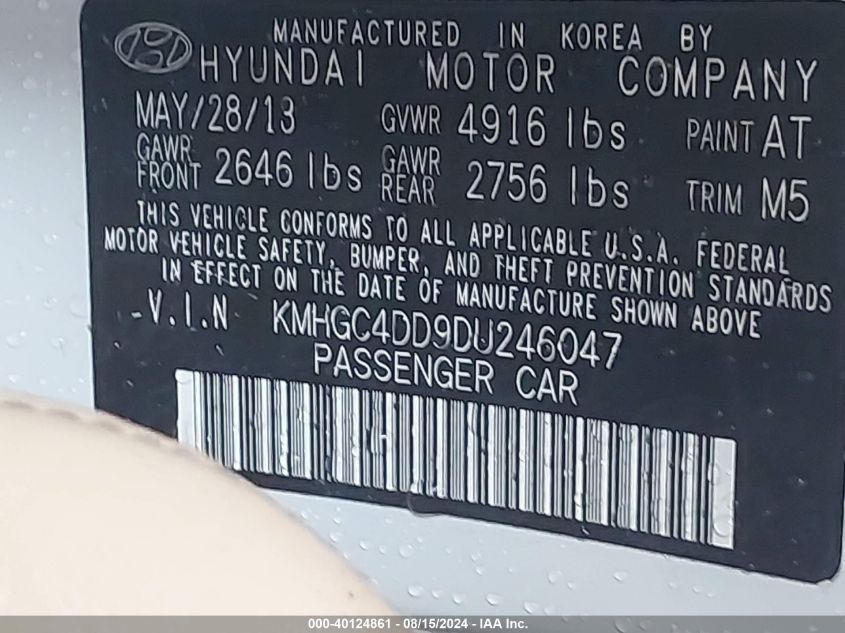 MANUFACTURED IN KOREA BY
HYUNDAI MOTOR COMPANY
MAY/28/13 GVWR 4916 lbs PAINT AT
GAWR FRONT 2646 lbs GAWR REAR 2756 lbs TRIM M5
THIS VEHICLE CONFORMS TO ALL APPLICABLE U.S.A. FEDERAL
MOTOR VEHICLE SAFETY, BUMPER, AND THEFT PREVENTION STANDARDS
IN EFFECT ON THE DATE OF MANUFACTURE SHOWN ABOVE
V.I.N KMHGC4DD9DU246047
PASSENGER CAR
000-40124861 - 08/15/2024 - IAA Inc.